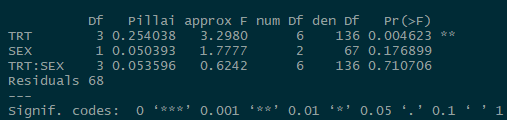 Df Pillai approx F num Df den Df Pr(>F)
TRT 3 0.254038 3.2980 6 136 0.004623 **
SEX 1 0.050393 1.7777 2 67 0.176899
TRT:SEX 3 0.053596 0.6242 6 136 0.710706
Residuals 68
---
Signif. codes: 0 ‘***’ 0.001 ‘**’ 0.01 ‘*’ 0.05 ‘.’ 0.1 ‘ ’ 1